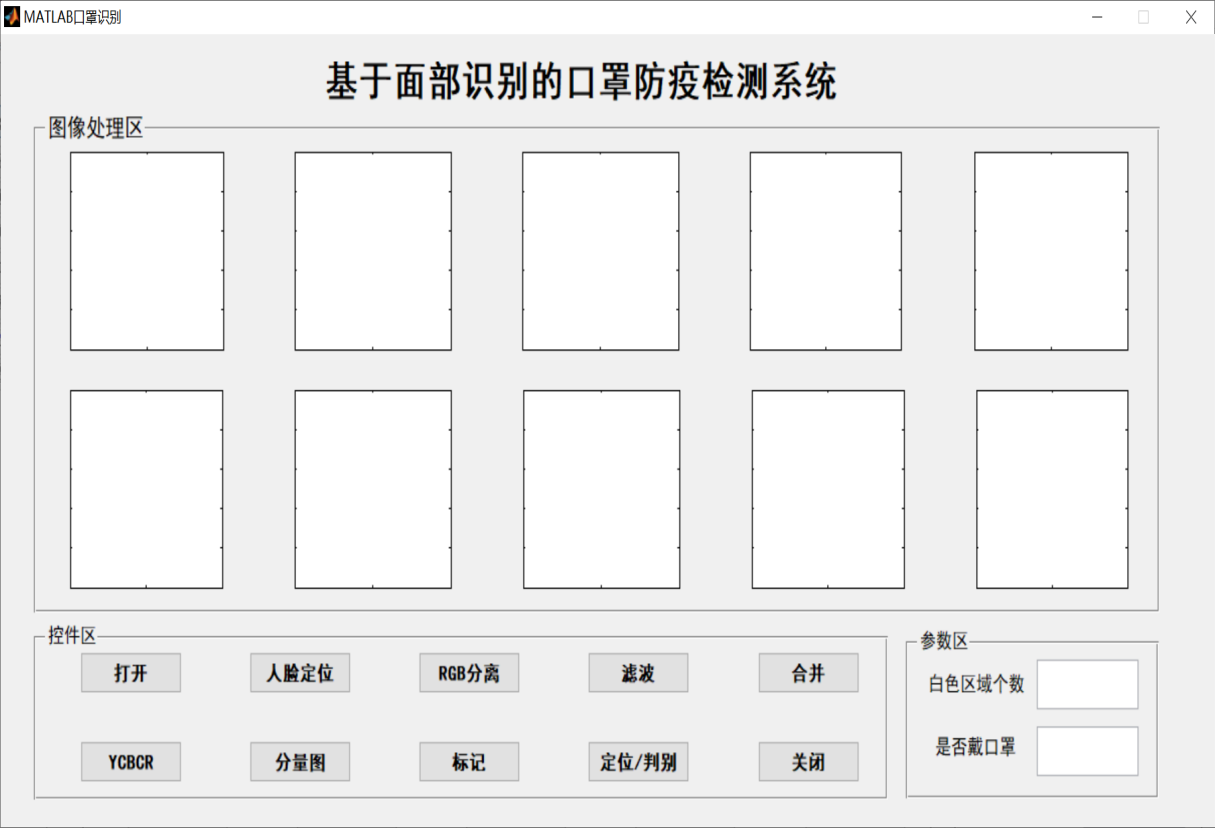 MATLAB口罩识别
基于面部识别的口罩防疫检测系统
图像处理区
控件区
打开 人脸定位 RGB分离 滤波 合并
YCBCR 分量图 标记 定位/判别 关闭
参数区
白色区域个数
是否戴口罩